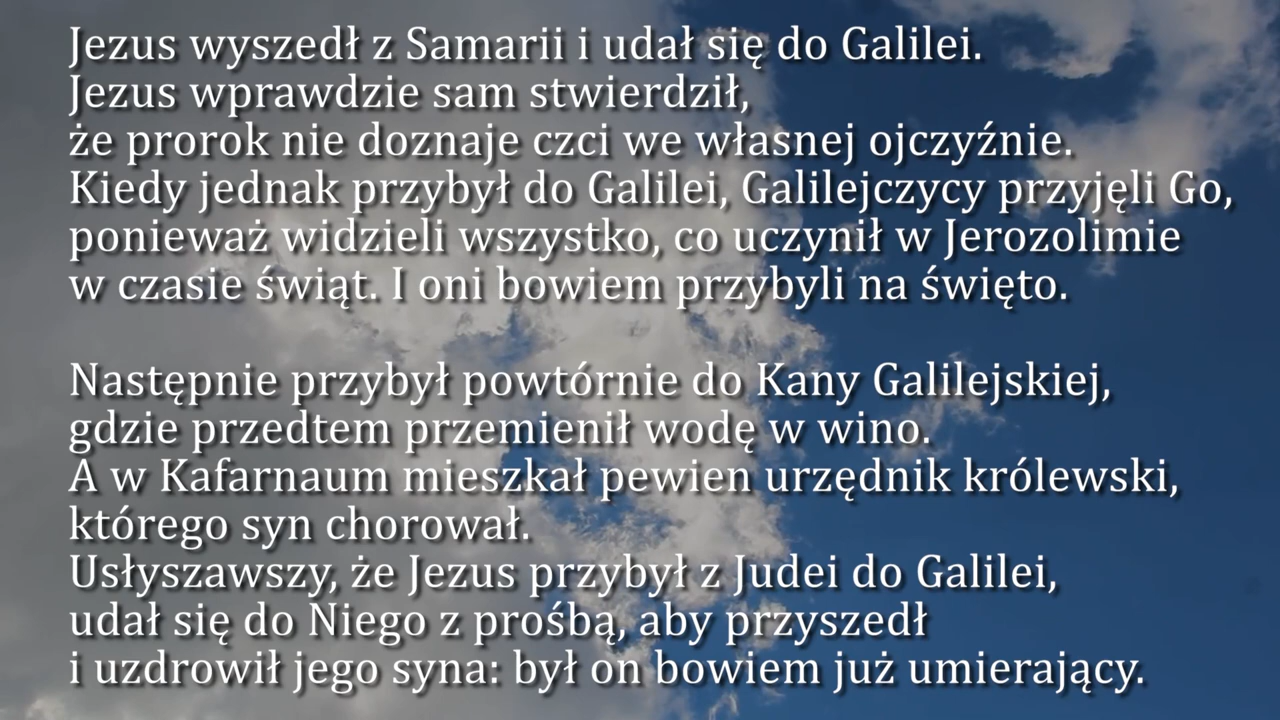 Jezus wyszedł z Samarii i udał się do Galilei.
Jezus wprawdzie sam stwierdził,
że prorok nie doznaje czci we własnej ojczyźnie.
Kiedy jednak przybył do Galilei, Galilejczycy przyjęli Go,
ponieważ widzieli wszystko, co uczynił w Jerozolimie
w czasie świąt. I oni bowiem przybyli na święto.
Następnie przybył powtórnie do Kany Galilejskiej,
gdzie przedtem przemienił wodę w wino.
A w Kafarnaum mieszkał pewien urzędnik królewski,
którego syn chorował.
Usłyszawszy, że Jezus przybył z Judei do Galilei,
udał się do Niego z prośbą, aby przyszedł
i uzdrowił jego syna: był on bowiem już umierający.